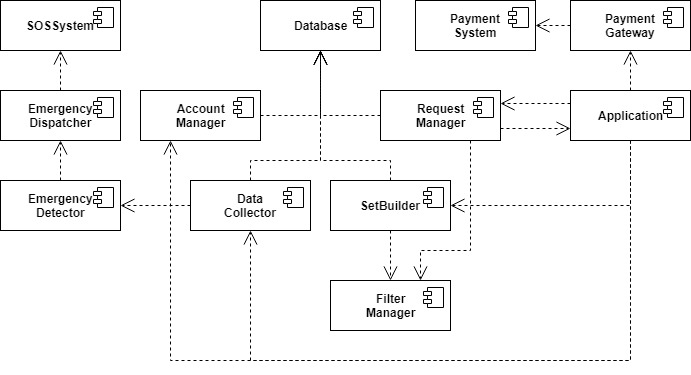 SOSSystem
Database
Payment
System
Payment
Gateway
Emergency
Dispatcher
Account
Manager
Request
Manager
Application
Emergency
Detector
Data
Collector
SetBuilder
Filter
Manager